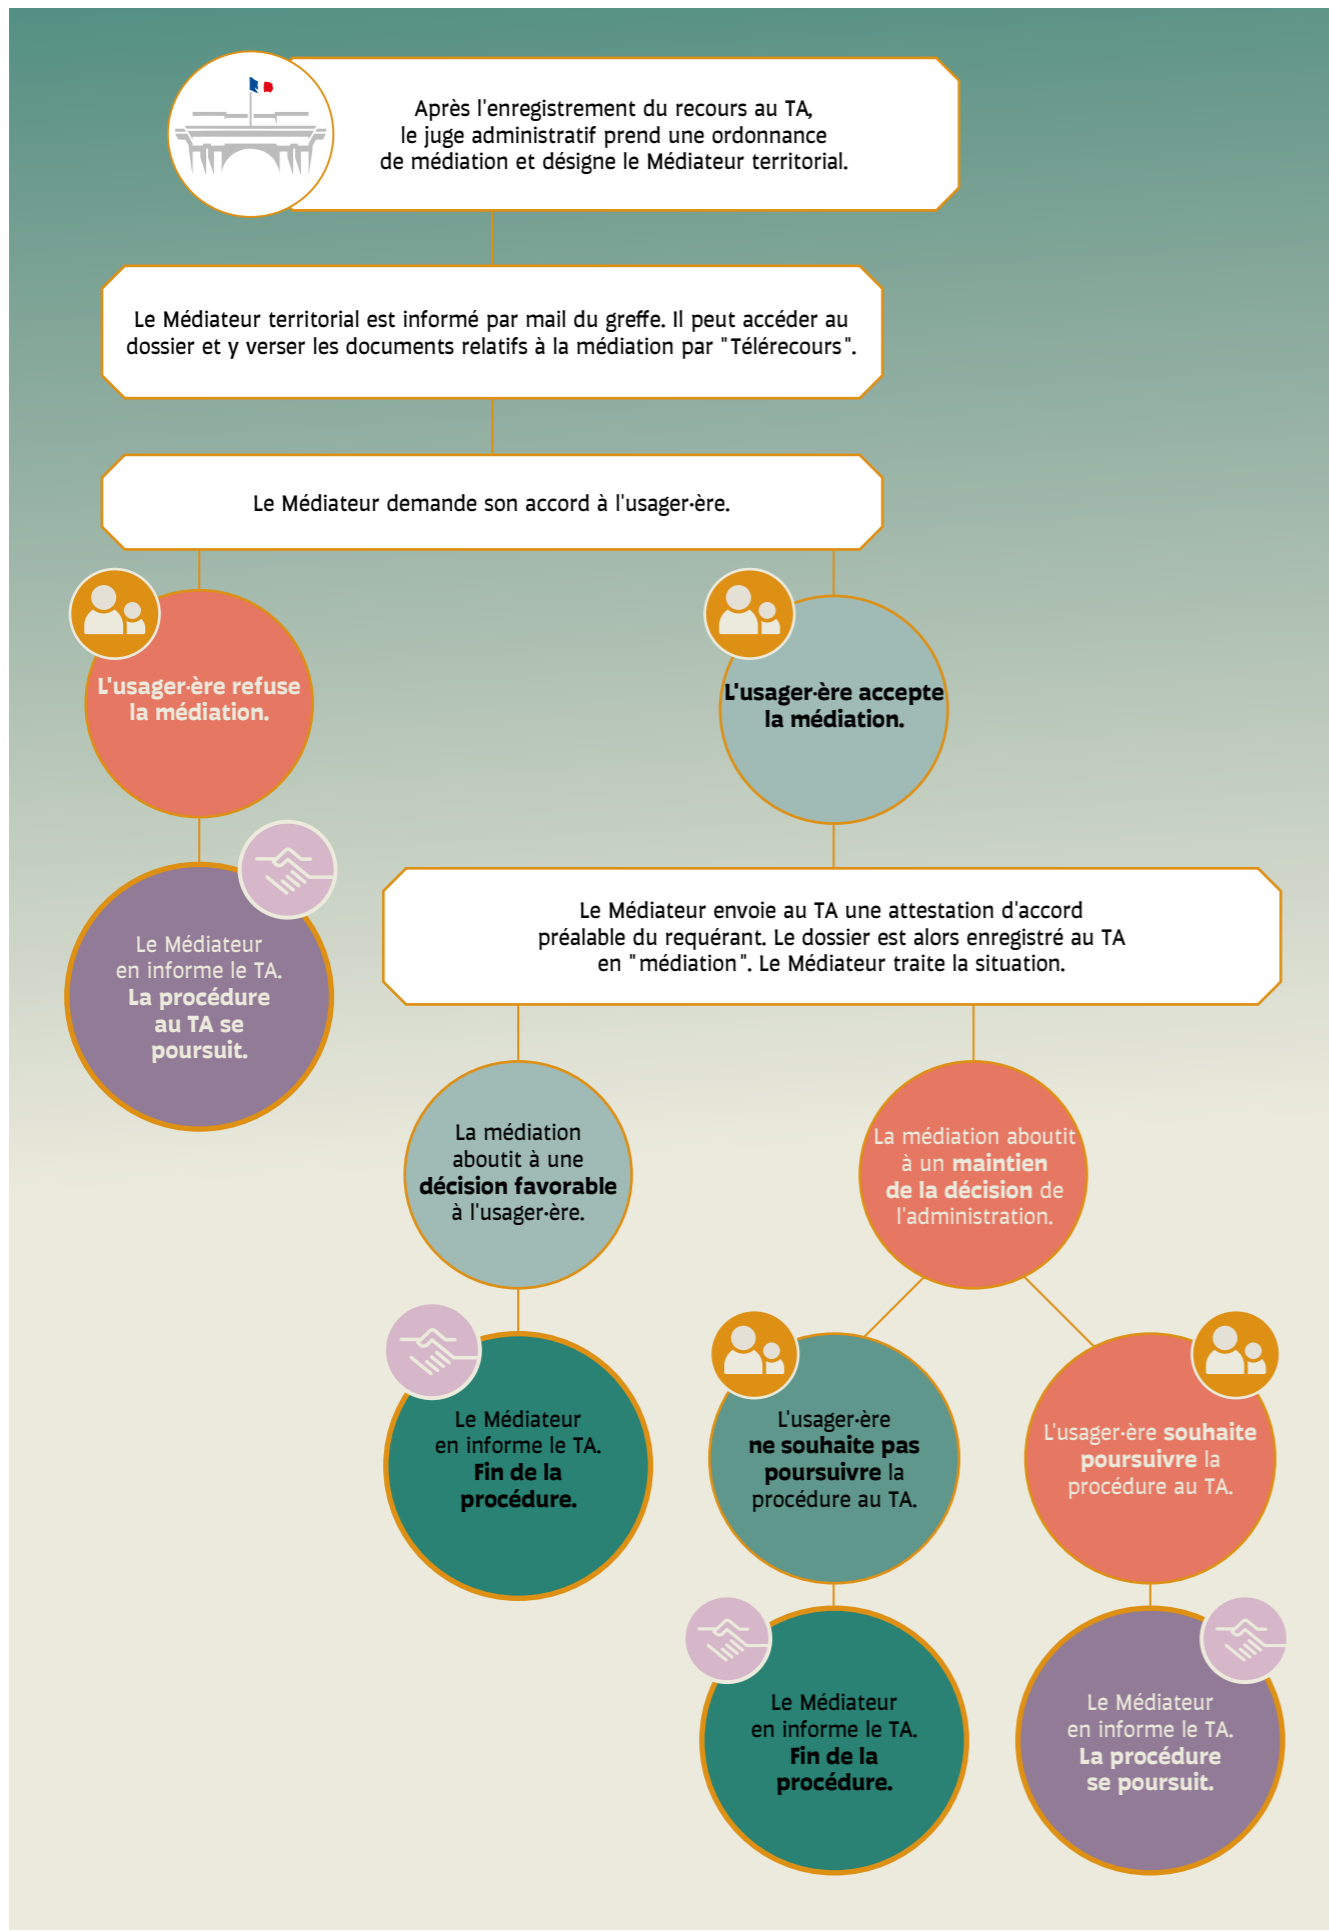 Après l'enregistrement du recours au TA,
le juge administratif prend une ordonnance
de médiation et désigne le Médiateur territorial.
Le Médiateur territorial est informé par mail du greffe. Il peut accéder au
dossier et y verser les documents relatifs à la médiation par "Télérecours".
Le Médiateur demande son accord à l'usager·ère.
L'usager·ère refuse
la médiation.
L'usager·ère accepte
la médiation.
Le Médiateur
en informe le TA.
La procédure
au TA se
poursuit.
Le Médiateur envoie au TA une attestation d'accord
préalable du requérant. Le dossier est alors enregistré au TA
en "médiation". Le Médiateur traite la situation.
La médiation
aboutit à une
décision favorable
à l'usager·ère.
La médiation aboutit
à un maintien
de la décision de
l'administration.
Le Médiateur
en informe le TA.
Fin de la
procédure.
L'usager·ère
ne souhaite pas
poursuivre la
procédure au TA.
L'usager·ère souhaite
poursuivre la
procédure au TA.
Le Médiateur
en informe le TA.
Fin de la
procédure.
Le Médiateur
en informe le TA.
La procédure
se poursuit.